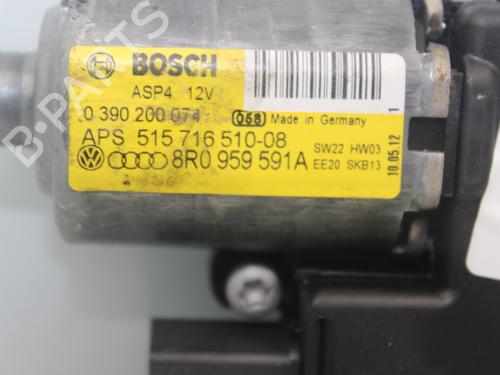 B-PARTS
BOSCH
ASP4 12V
0 390 200 074 068 Made in Germany
APS 515 716 510-08 SW22 HW03
8R0 959 591A EE20 SKB13
10.05.12 1